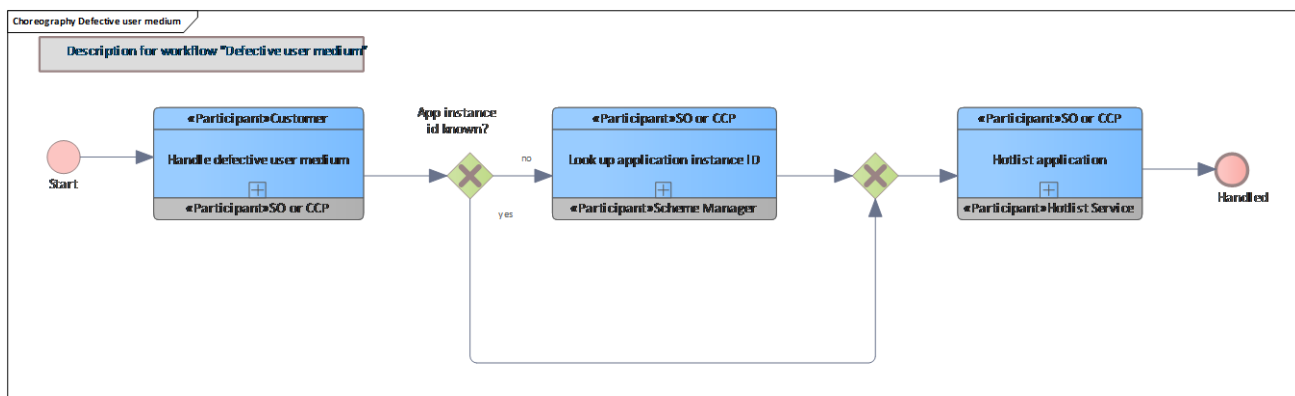 Choreography Defective user medium
Description for workflow "Defective user medium"
Start
«Participant»Customer
Handle defective user medium
«Participant»SO or CCP
App instance
id known?
no
yes
«Participant»SO or CCP
Look up application instance ID
«Participant»Scheme Manager
«Participant»SO or CCP
Hotlist application
«Participant»Hotlist Service
Handled